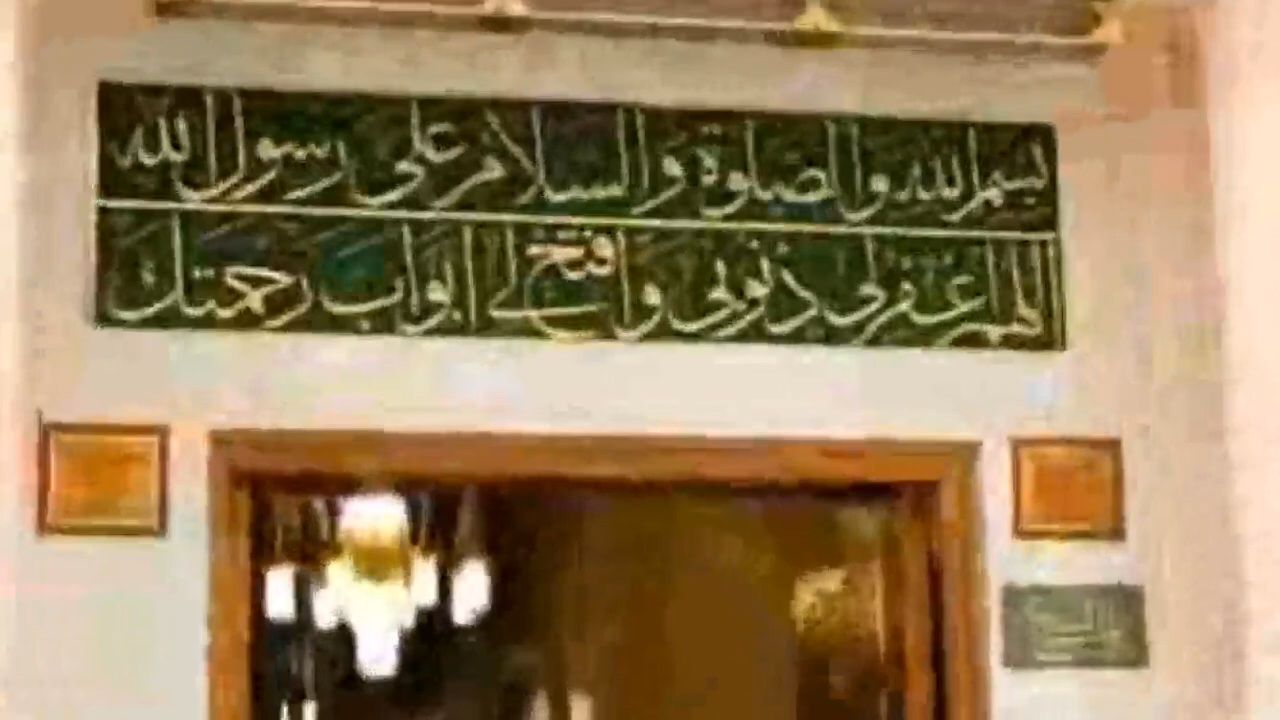 بسم الله والصلوة والسلام على رسول الله
اللهم اغفرلي ذنوبي وافتح لي ابواب رحمتك